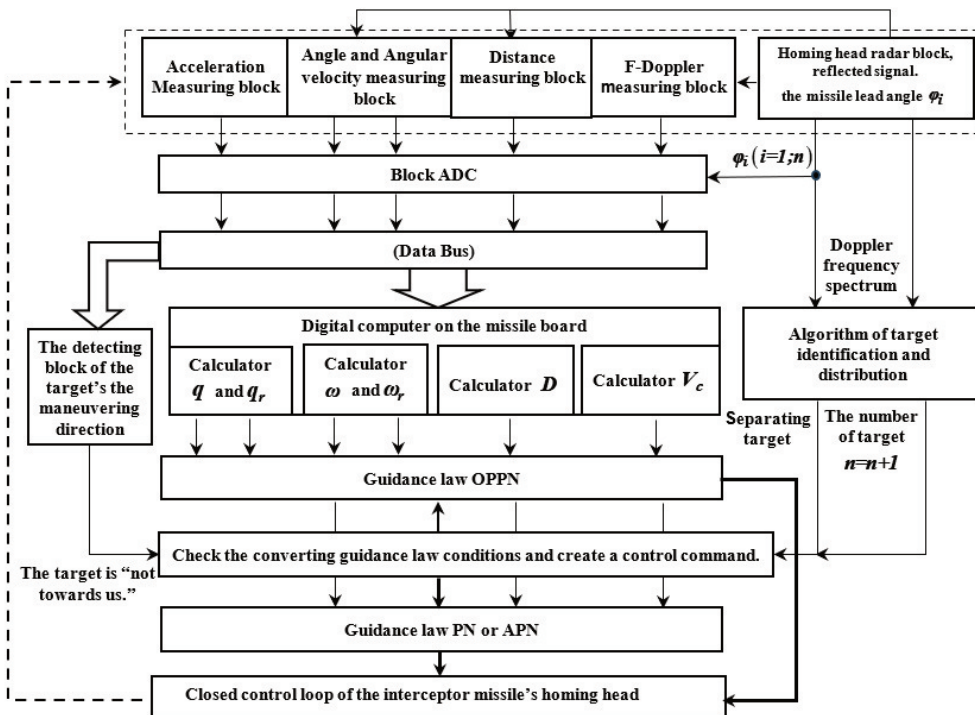 Acceleration
Measuring block
Angle and Angular
velocity measuring
block
Distance
measuring block
F-Doppler
measuring block
Homing head radar block,
reflected signal.
the missile lead angle φi
Block ADC
φi (i=1;n)
(Data Bus)
Doppler
frequency
spectrum
Digital computer on the missile board
Calculator
q and qr
Calculator
ω and ωr
Calculator D
Calculator Vc
The detecting
block of the
target's the
maneuvering
direction
Algorithm of target
identification and
distribution
Separating
target
The number
of target
n=n+1
Guidance law OPPN
Check the converting guidance law conditions and create a control command.
The target is “not
towards us.”
Guidance law PN or APN
Closed control loop of the interceptor missile's homing head